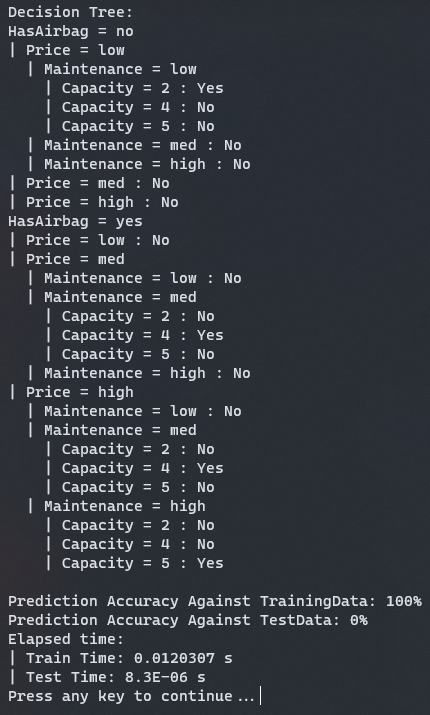 Decision Tree:
HasAirbag = no
| Price = low
  | Maintenance = low
    | Capacity = 2 : Yes
    | Capacity = 4 : No
    | Capacity = 5 : No
  | Maintenance = med : No
  | Maintenance = high : No
| Price = med : No
| Price = high : No
HasAirbag = yes
| Price = low : No
| Price = med
  | Maintenance = low : No
  | Maintenance = med
    | Capacity = 2 : No
    | Capacity = 4 : Yes
    | Capacity = 5 : No
  | Maintenance = high : No
| Price = high
  | Maintenance = low : No
  | Maintenance = med
    | Capacity = 2 : No
    | Capacity = 4 : Yes
    | Capacity = 5 : No
  | Maintenance = high
    | Capacity = 2 : No
    | Capacity = 4 : No
    | Capacity = 5 : Yes

Prediction Accuracy Against TrainingData: 100%
Prediction Accuracy Against TestData: 0%
Elapsed time:
| Train Time: 0.0120307 s
| Test Time: 8.3E-06 s
Press any key to continue...